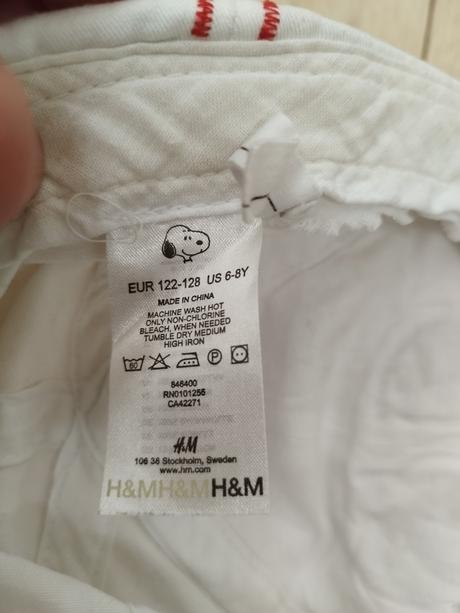 EUR 122-128 US 6-8Y
MADE IN CHINA
MACHINE WASH HOT
ONLY NON-CHLORINE
BLEACH, WHEN NEEDED
TUMBLE DRY MEDIUM
HIGH IRON
60 P
846400
RN0101255
CA42271
H&M
106 38 Stockholm, Sweden
www.hm.com
H&MH&MH&M